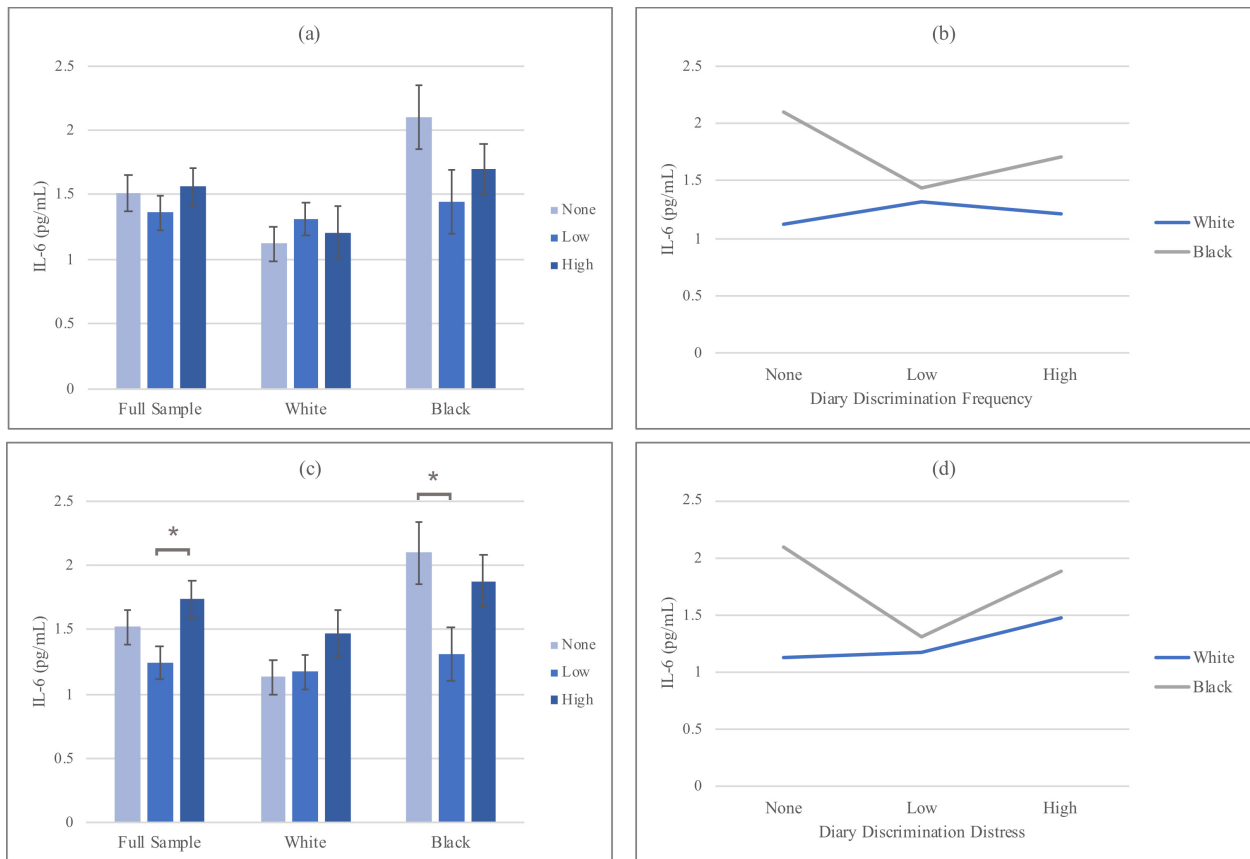 (a)
2.5
2
1.5
1
0.5
0
IL-6 (pg/mL)
Full Sample
White
Black
None
Low
High
(b)
2.5
2
1.5
1
0.5
0
IL-6 (pg/mL)
None
Low
High
Diary Discrimination Frequency
White
Black
(c)
*
*
2.5
2
1.5
1
0.5
0
IL-6 (pg/mL)
Full Sample
White
Black
None
Low
High
(d)
2.5
2
1.5
1
0.5
0
IL-6 (pg/mL)
None
Low
High
Diary Discrimination Distress
White
Black